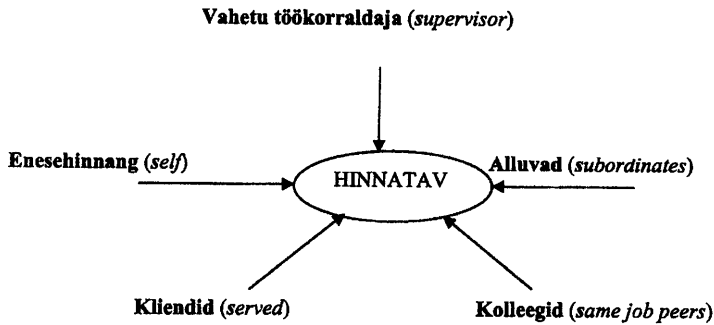 Vahetu töökorraldaja (supervisor)
Enesehinnang (self)
HINNATAV
Alluvad (subordinates)
Kliendid (served)
Kolleegid (same job peers)